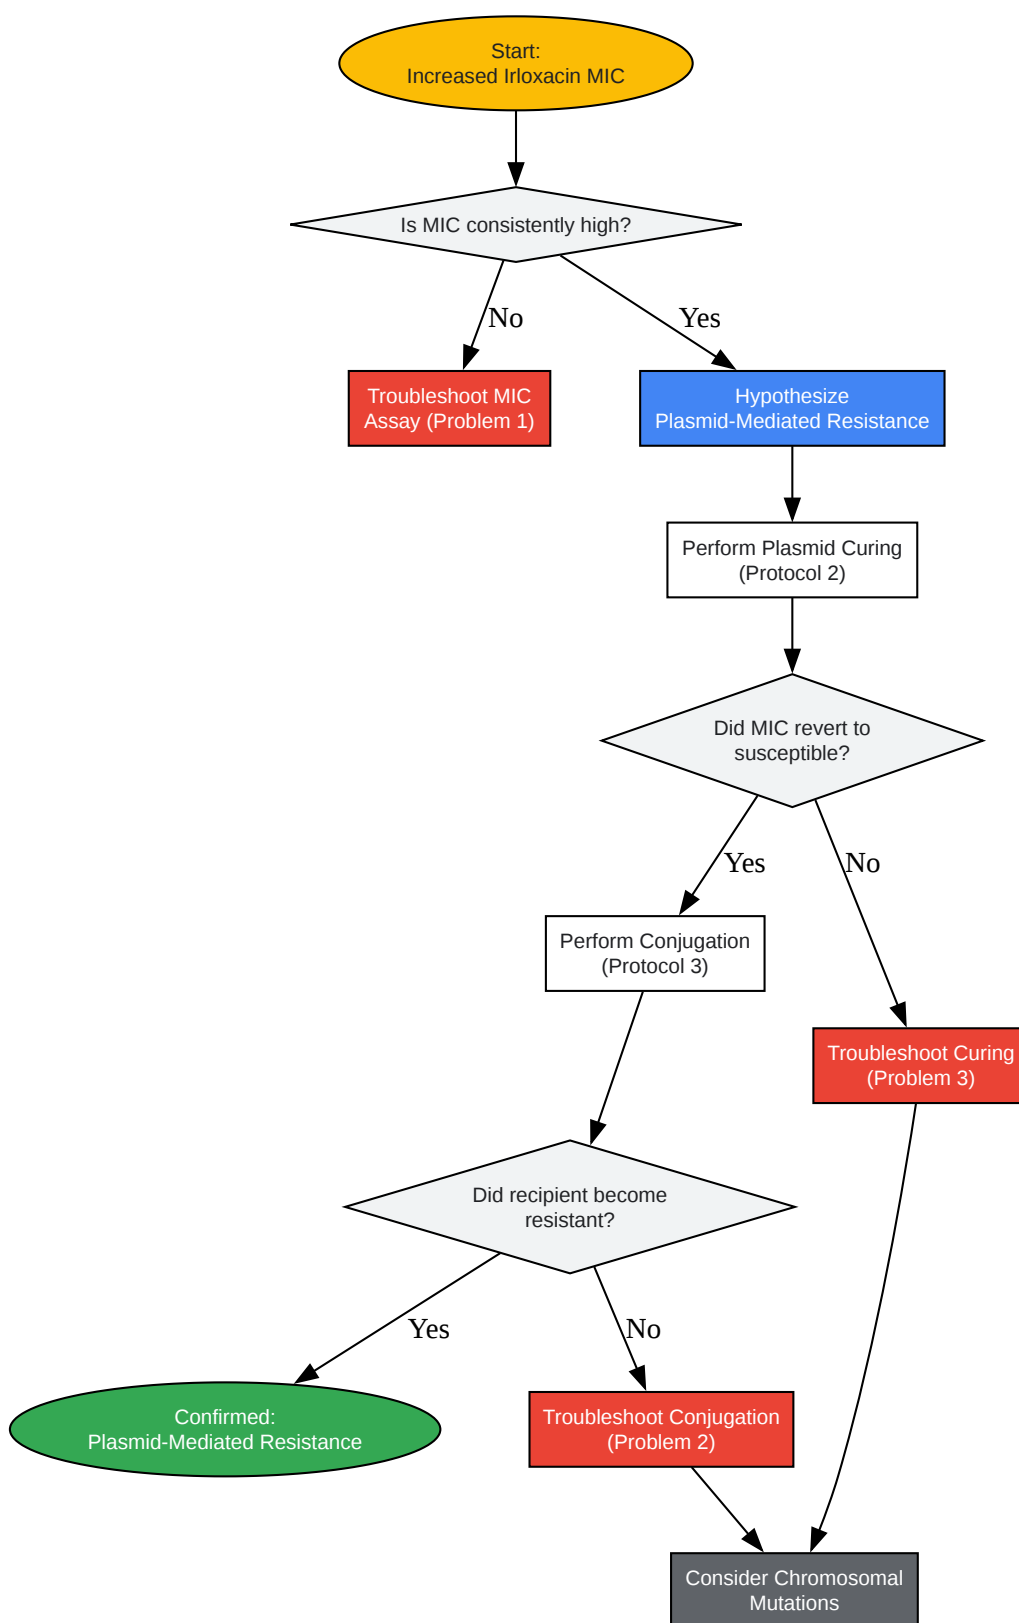 Start:
Increased Irloxacin MIC
Is MIC consistently high?
No
Yes
Troubleshoot MIC
Assay (Problem 1)
Hypothesize
Plasmid-Mediated Resistance
Perform Plasmid Curing
(Protocol 2)
Did MIC revert to
susceptible?
Yes
No
Perform Conjugation
(Protocol 3)
Troubleshoot Curing
(Problem 3)
Did recipient become
resistant?
Yes
No
Confirmed:
Plasmid-Mediated Resistance
Troubleshoot Conjugation
(Problem 2)
Consider Chromosomal
Mutations